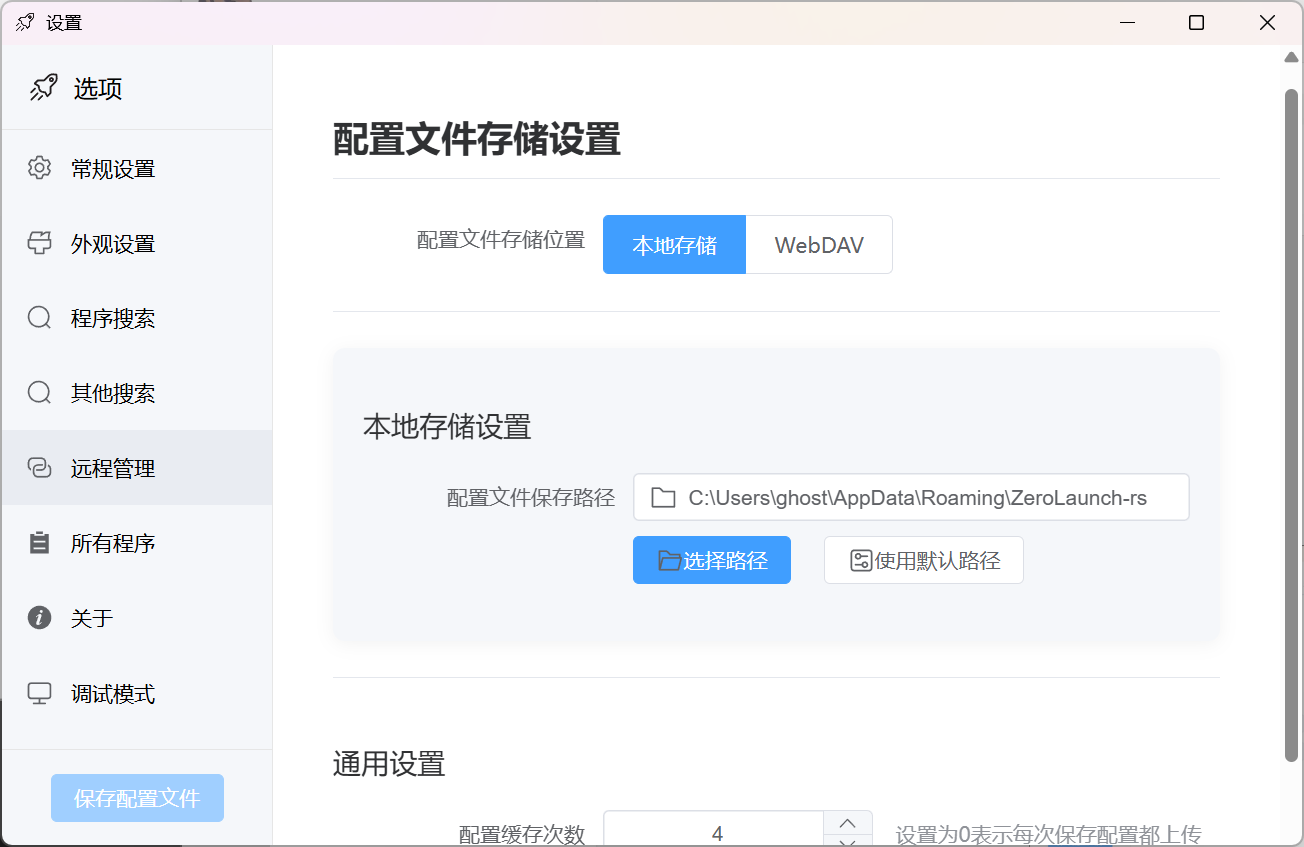 设置
选项
常规设置
外观设置
程序搜索
其他搜索
远程管理
所有程序
关于
调试模式
保存配置文件
配置文件存储设置
配置文件存储位置 本地存储 WebDAV
本地存储设置
配置文件保存路径 C:\Users\ghost\AppData\Roaming\ZeroLaunch-rs
选择路径 使用默认路径
通用设置
配置缓存次数 4 设置为0表示每次保存配置都上传